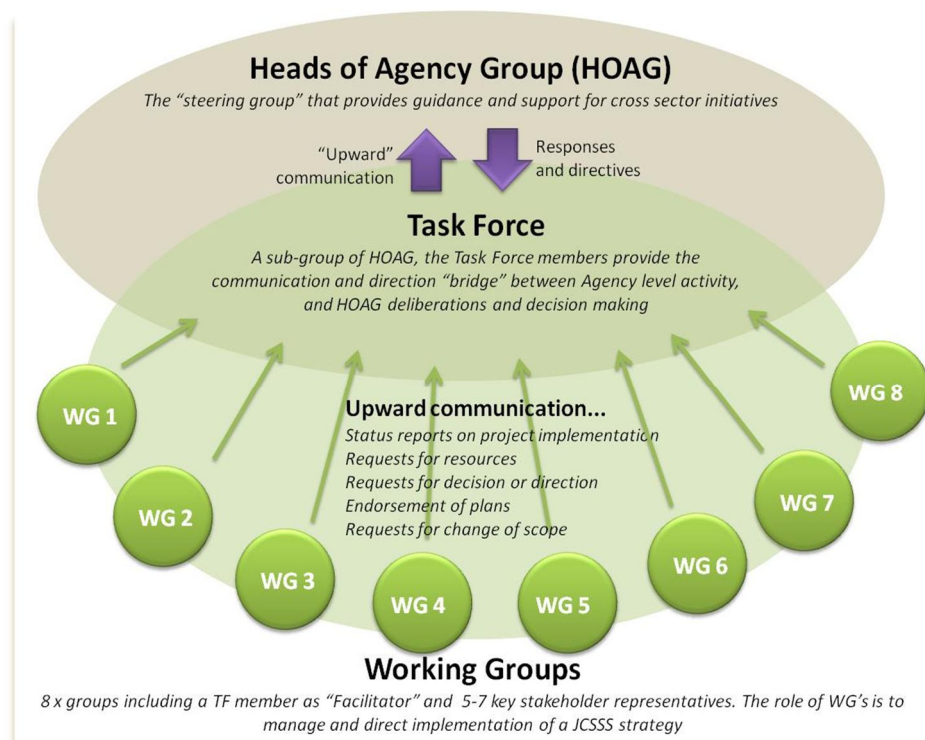 Heads of Agency Group (HOAG)
The “steering group” that provides guidance and support for cross sector initiatives
“Upward”
communication
Responses
and directives
Task Force
A sub-group of HOAG, the Task Force members provide the
communication and direction “bridge” between Agency level activity,
and HOAG deliberations and decision making
WG 1
WG 2
WG 3
WG 4
WG 5
WG 6
WG 7
WG 8
Upward communication...
Status reports on project implementation
Requests for resources
Requests for decision or direction
Endorsement of plans
Requests for change of scope
Working Groups
8 x groups including a TF member as “Facilitator” and 5-7 key stakeholder representatives. The role of WG’s is to
manage and direct implementation of a JCSSS strategy